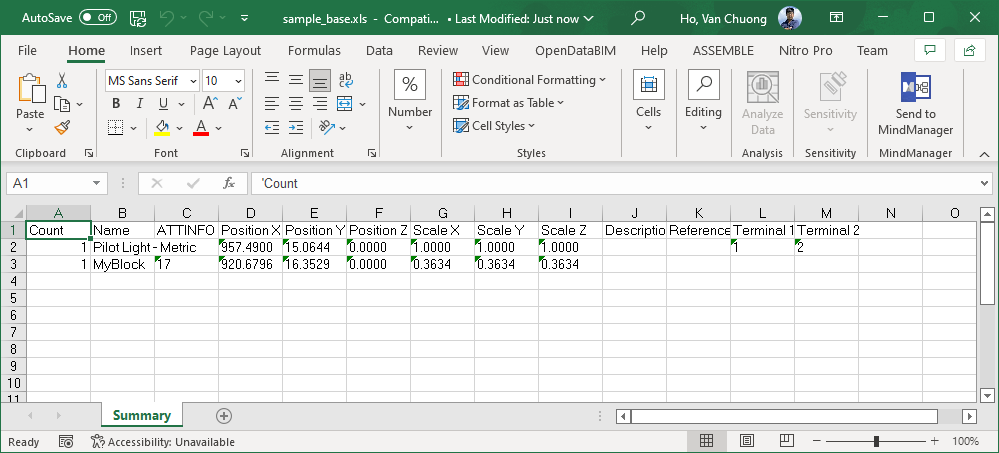 AutoSave Off sample_base.xls - Compati... • Last Modified: Just now Ho, Van Chuong
File Home Insert Page Layout Formulas Data Review View OpenDataBIM Help ASSEMBLE Nitro Pro Team
Paste
Clipboard
MS Sans Serif 10
B I U A A
A
Font
ab
Alignment
%
Number
Conditional Formatting
Format as Table
Cell Styles
Styles
Cells
Editing
Analyze
Data
Analysis
Sensitivity
Sensitivity
Send to
MindManager
MindManager
A1 fx 'Count
A B C D E F G H I J K L M N O
1 Count Name ATTINFO Position X Position Y Position Z Scale X Scale Y Scale Z Descriptio Reference Terminal 1 Terminal 2
2 1 Pilot Light - Metric 957.4900 15.0644 0.0000 1.0000 1.0000 1.0000 1 2
3 1 MyBlock 17 920.6796 16.3529 0.0000 0.3634 0.3634 0.3634
4
5
6
7
8
9
10
11
Summary
Ready Accessibility: Unavailable 100%